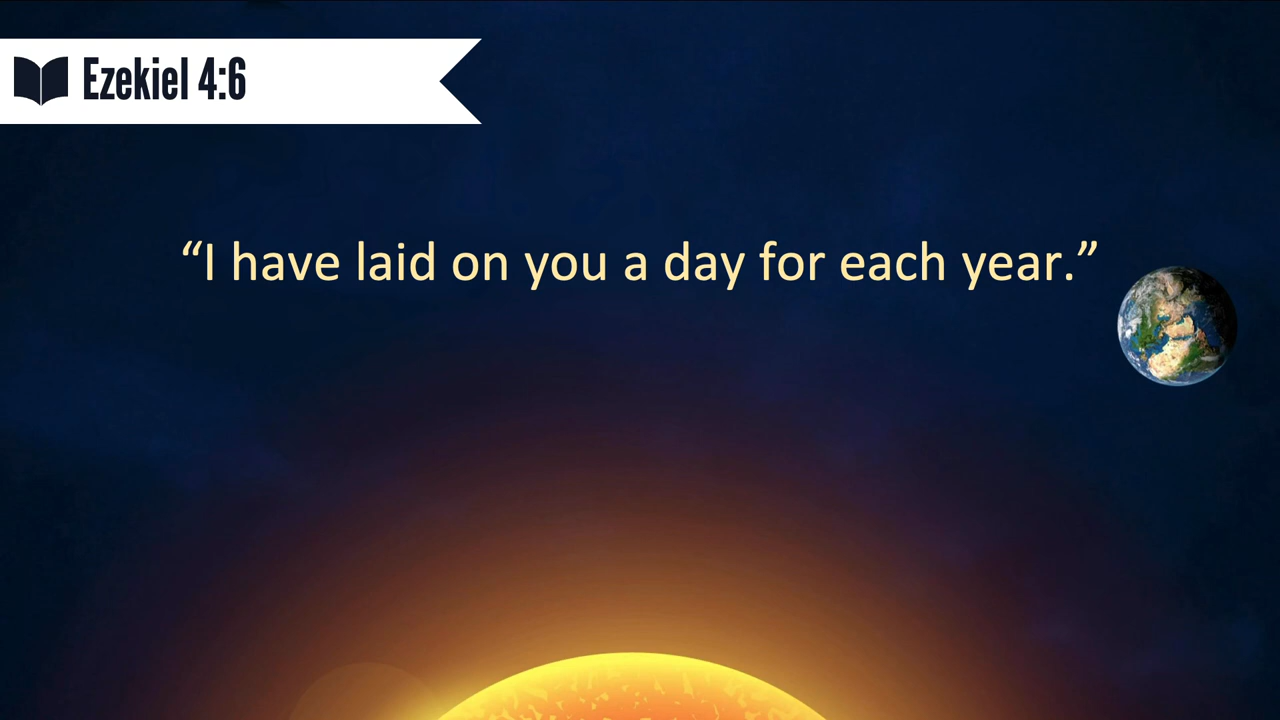 Ezekiel 4:6
“I have laid on you a day for each year.”